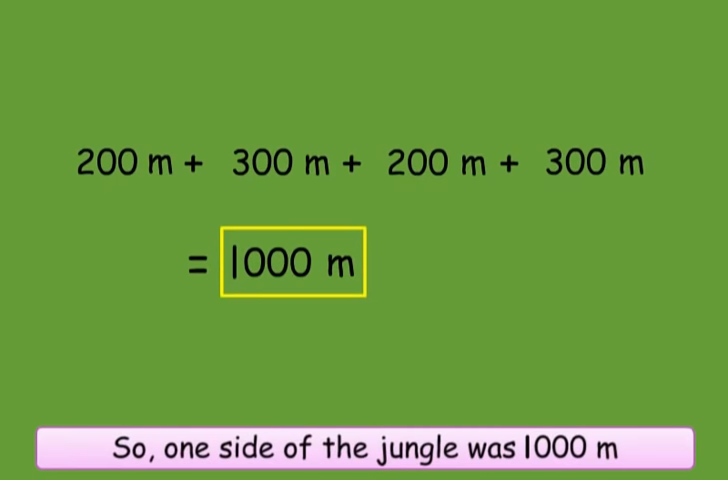 200 m + 300 m + 200 m + 300 m
= 1000 m
So, one side of the jungle was 1000 m